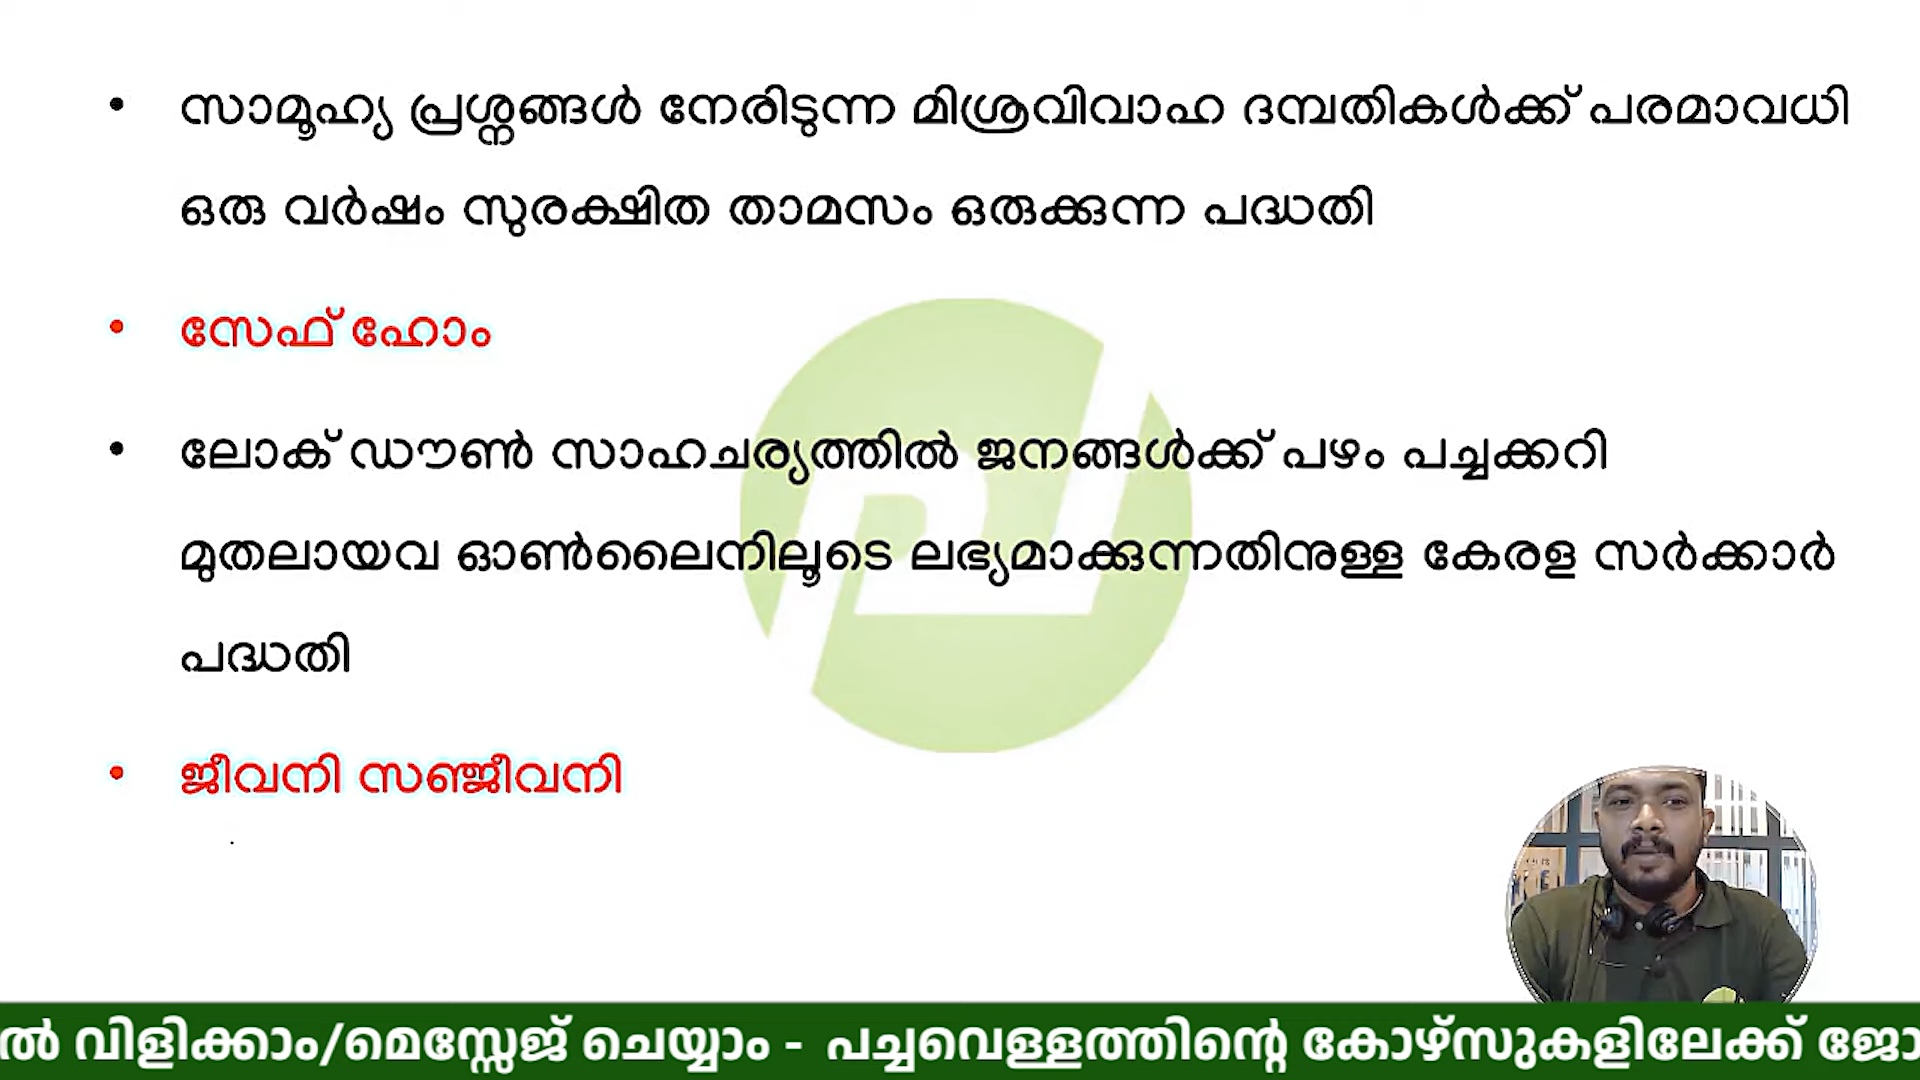 സാമൂഹ്യ പ്രശ്നങ്ങൾ നേരിടുന്ന മിശ്രവിവാഹ ദമ്പതികൾക്ക് പരമാവധി
ഒരു വർഷം സുരക്ഷിത താമസം ഒരുക്കുന്ന പദ്ധതി
സേഫ് ഹോം
ലോക് ഡൗൺ സാഹചര്യത്തിൽ ജനങ്ങൾക്ക് പഴം പച്ചക്കറി
മുതലായവ ഓൺലൈനിലൂടെ ലഭ്യമാക്കുന്നതിനുള്ള കേരള സർക്കാർ
പദ്ധതി
ജീവനി സഞ്ജീവനി
ൽ വിളിക്കാം/മെസ്സേജ് ചെയ്യാം - പച്ചവെള്ളത്തിന്റെ കോഴ്സുകളിലേക്ക് ജോ